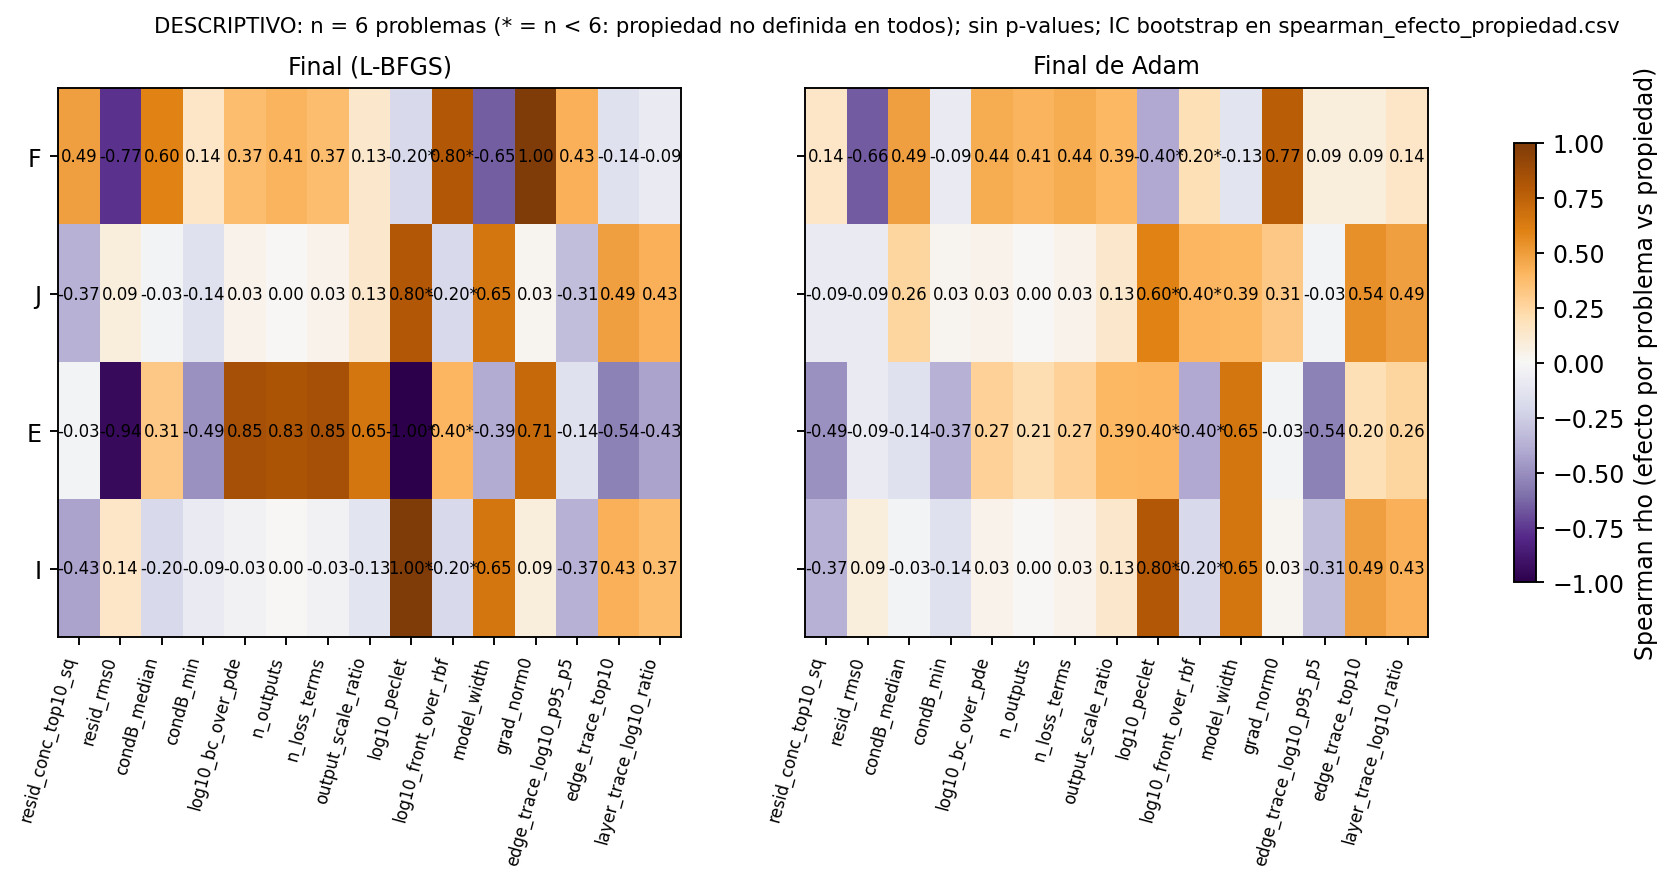 DESCRIPTIVO: n = 6 problemas (* = n < 6: propiedad no definida en todos); sin p-values; IC bootstrap en spearman_efecto_propiedad.csv
Final (L-BFGS)
F 0.49 -0.77 0.60 0.14 0.37 0.41 0.37 0.13 -0.20* 0.80* -0.65 1.00 0.43 -0.14 -0.09
J -0.37 0.09 -0.03 -0.14 0.03 0.00 0.03 0.13 0.80* -0.20* 0.65 0.03 -0.31 0.49 0.43
E -0.03 -0.94 0.31 -0.49 0.85 0.83 0.85 0.65 -1.00* 0.40* -0.39 0.71 -0.14 -0.54 -0.43
I -0.43 0.14 -0.20 -0.09 -0.03 0.00 -0.03 -0.13 1.00* -0.20* 0.65 0.09 -0.37 0.43 0.37
resid_conc_top10_sq
resid_rms0
condB_median
condB_min
log10_bc_over_pde
n_outputs
n_loss_terms
output_scale_ratio
log10_peclet
log10_front_over_rbf
model_width
grad_norm0
edge_trace_log10_p95_p5
edge_trace_top10
layer_trace_log10_ratio
Final de Adam
0.14 -0.66 0.49 -0.09 0.44 0.41 0.44 0.39 -0.40* 0.20* -0.13 0.77 0.09 0.09 0.14
-0.09 -0.09 0.26 0.03 0.03 0.00 0.03 0.13 0.60* 0.40* 0.39 0.31 -0.03 0.54 0.49
-0.49 -0.09 -0.14 -0.37 0.27 0.21 0.27 0.39 0.40* -0.40* 0.65 -0.03 -0.54 0.20 0.26
-0.37 0.09 -0.03 -0.14 0.03 0.00 0.03 0.13 0.80* -0.20* 0.65 0.03 -0.31 0.49 0.43
resid_conc_top10_sq
resid_rms0
condB_median
condB_min
log10_bc_over_pde
n_outputs
n_loss_terms
output_scale_ratio
log10_peclet
log10_front_over_rbf
model_width
grad_norm0
edge_trace_log10_p95_p5
edge_trace_top10
layer_trace_log10_ratio
1.00
0.75
0.50
0.25
0.00
−0.25
−0.50
−0.75
−1.00
Spearman rho (efecto por problema vs propiedad)